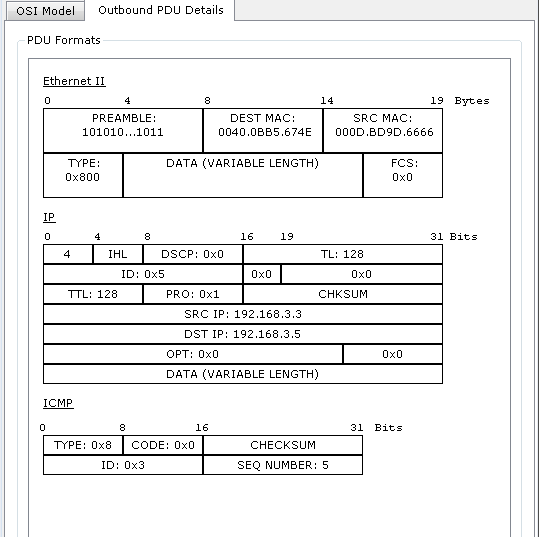 OSI Model Outbound PDU Details
PDU Formats
Ethernet II
0 4 8 14 19 Bytes
PREAMBLE: DEST MAC: SRC MAC:
101010...1011 0040.0BB5.674E 000D.BD9D.6666
TYPE: DATA (VARIABLE LENGTH) FCS:
0x800 0x0
IP
0 4 8 16 19 31 Bits
4 IHL DSCP: 0x0 TL: 128
ID: 0x5 0x0 0x0
TTL: 128 PRO: 0x1 CHKSUM
SRC IP: 192.168.3.3
DST IP: 192.168.3.5
OPT: 0x0 0x0
DATA (VARIABLE LENGTH)
ICMP
0 8 16 31 Bits
TYPE: 0x8 CODE: 0x0 CHECKSUM
ID: 0x3 SEQ NUMBER: 5